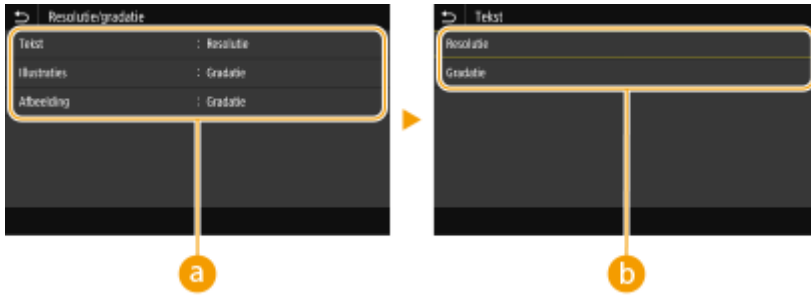 Resolutie/gradatie
Tekst : Resolutie
Illustraties : Gradatie
Afbeelding : Gradatie
a
Tekst
Resolutie
Gradatie
b